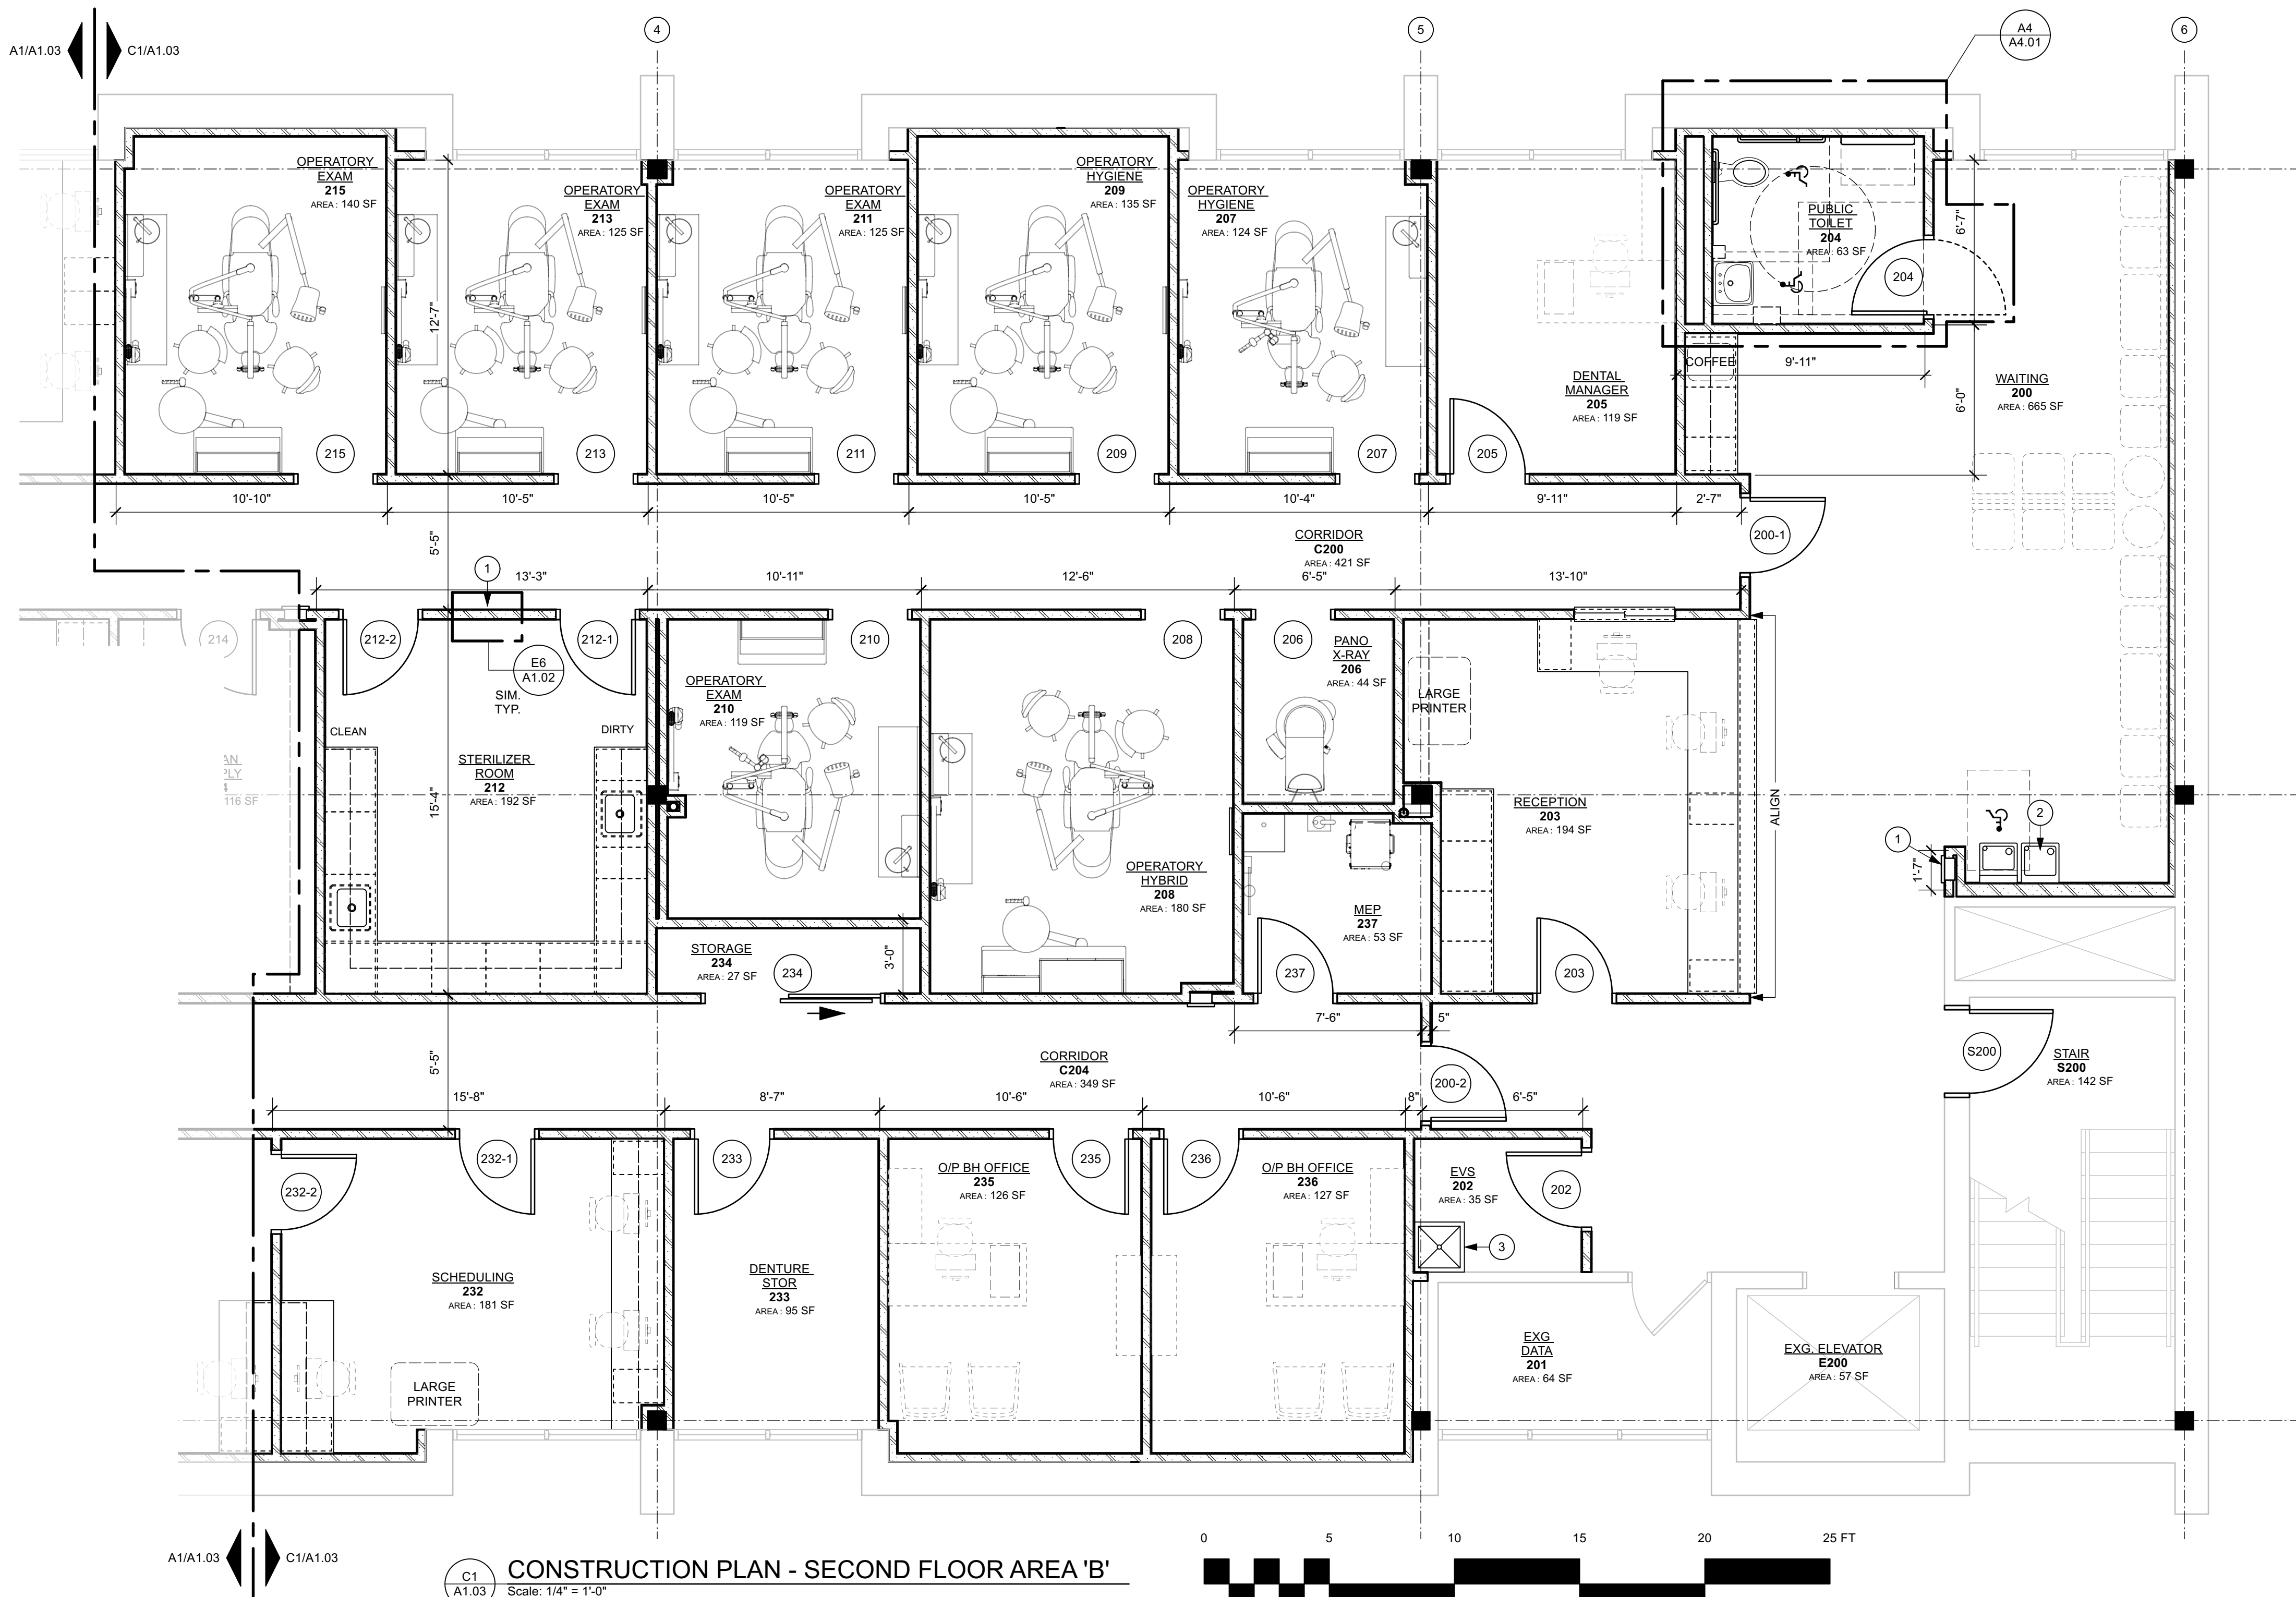 4
5
6
A4
A4.01
A1/A1.03
C1/A1.03
OPERATORY
EXAM
215
AREA : 140 SF
OPERATORY
EXAM
213
AREA : 125 SF
OPERATORY
EXAM
211
AREA : 125 SF
OPERATORY
HYGIENE
209
AREA : 135 SF
OPERATORY
HYGIENE
207
AREA : 124 SF
PUBLIC
TOILET
204
AREA : 63 SF
204
6'-7"
12'-7"
COFFEE
9'-11"
DENTAL
MANAGER
205
AREA : 119 SF
WAITING
200
AREA : 665 SF
6'-0"
215
213
211
209
207
205
10'-10"
10'-5"
10'-5"
10'-5"
10'-4"
9'-11"
2'-7"
5'-5"
CORRIDOR
C200
AREA : 421 SF
200-1
1
13'-3"
10'-11"
12'-6"
6'-5"
13'-10"
214
212-2
212-1
210
208
206
E6
A1.02
SIM.
TYP.
PANO
X-RAY
206
AREA : 44 SF
OPERATORY
EXAM
210
AREA : 119 SF
LARGE
PRINTER
CLEAN
DIRTY
STERILIZER
ROOM
212
AREA : 192 SF
AN
PLY
116 SF
15'-4"
RECEPTION
203
AREA : 194 SF
ALIGN
2
1
1'-7"
OPERATORY
HYBRID
208
AREA : 180 SF
MEP
237
AREA : 53 SF
STORAGE
234
AREA : 27 SF
234
3'-0"
237
203
7'-6"
5"
5'-5"
CORRIDOR
C204
AREA : 349 SF
200-2
S200
STAIR
S200
AREA : 142 SF
15'-8"
8'-7"
10'-6"
10'-6"
8"
6'-5"
232-2
232-1
233
235
236
202
O/P BH OFFICE
235
AREA : 126 SF
O/P BH OFFICE
236
AREA : 127 SF
EVS
202
AREA : 35 SF
3
SCHEDULING
232
AREA : 181 SF
DENTURE
STOR
233
AREA : 95 SF
LARGE
PRINTER
EXG
DATA
201
AREA : 64 SF
EXG. ELEVATOR
E200
AREA : 57 SF
A1/A1.03
C1/A1.03
C1
A1.03
CONSTRUCTION PLAN - SECOND FLOOR AREA 'B'
Scale: 1/4" = 1'-0"
0 5 10 15 20 25 FT